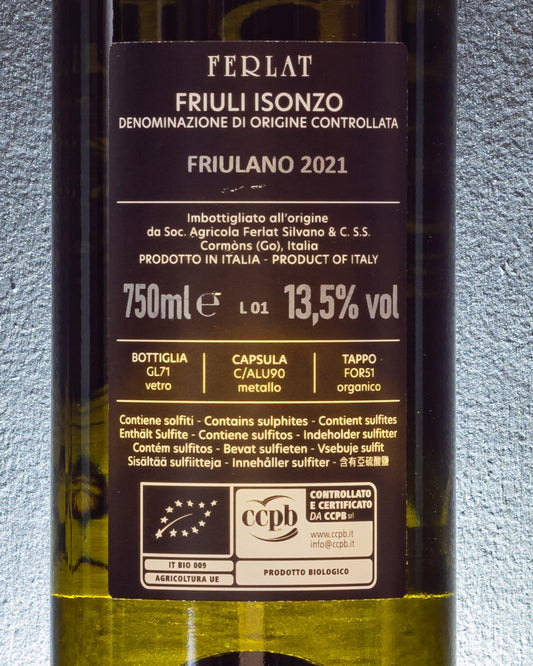 FERLAT
FRIULI ISONZO
DENOMINAZIONE DI ORIGINE CONTROLLATA
FRIULANO 2021
Imbottigliato all'origine
da Soc. Agricola Ferlat Silvano & C. S.S.
Cormòns (Go), Italia
PRODOTTO IN ITALIA - PRODUCT OF ITALY
750ml e L 01 13,5% vol
BOTTIGLIA
GL71
vetro
CAPSULA
C/ALU90
metallo
TAPPO
FOR51
organico
Contiene solfiti - Contains sulphites - Contient sulfites
Enthält Sulfite - Contiene sulfitos - Indeholder sulfitter
Contém sulfitos - Bevat sulfieten - Vsebuje sulfit
Sisältää sulfiitteja - Innehåller sulfiter - 含有亞硫酸鹽
ccpb
CONTROLLATO
E CERTIFICATO
DA CCPB srl
www.ccpb.it
info@ccpb.it
IT BIO 009
AGRICOLTURA UE
PRODOTTO BIOLOGICO